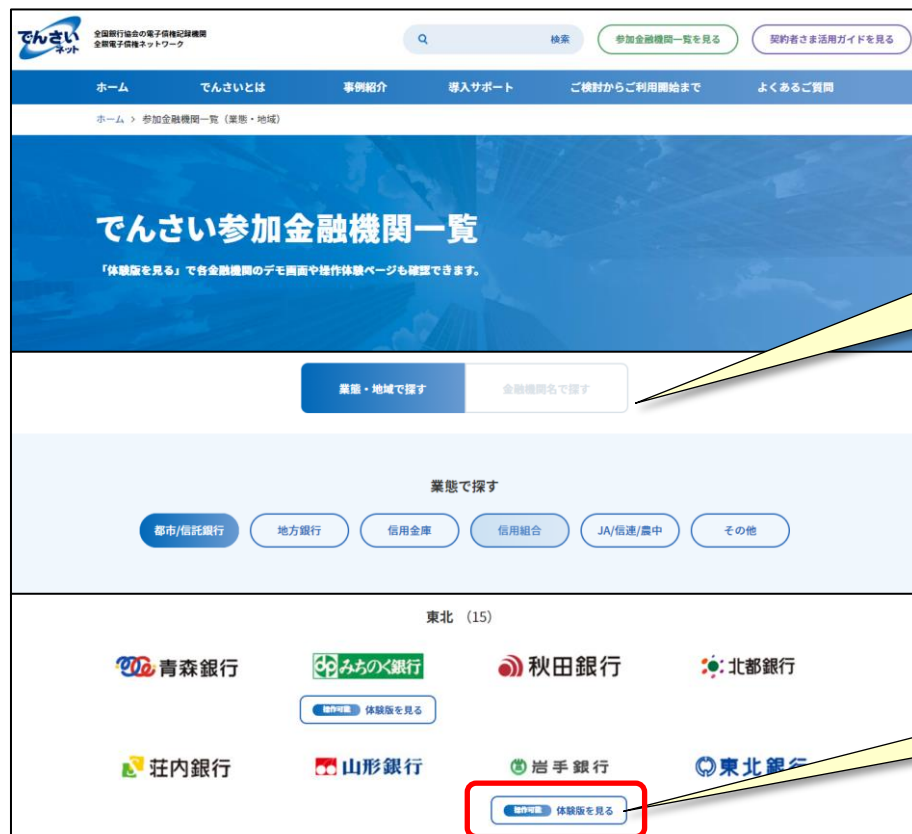 でんさい
ネット
全国銀行協会の電子債権記録機関
全銀電子債権ネットワーク
検索
参加金融機関一覧を見る
契約者さま活用ガイドを見る
ホーム
でんさいとは
事例紹介
導入サポート
ご検討からご利用開始まで
よくあるご質問
ホーム > 参加金融機関一覧（業態・地域）
でんさい参加金融機関一覧
「体験版を見る」で各金融機関のデモ画面や操作体験ページも確認できます。
業態・地域で探す
金融機関名で探す
業態で探す
都市/信託銀行
地方銀行
信用金庫
信用組合
JA/信連/農中
その他
東北 （15）
青森銀行
みちのく銀行
秋田銀行
北都銀行
操作可能 体験版を見る
荘内銀行
山形銀行
岩手銀行
東北銀行
操作可能 体験版を見る